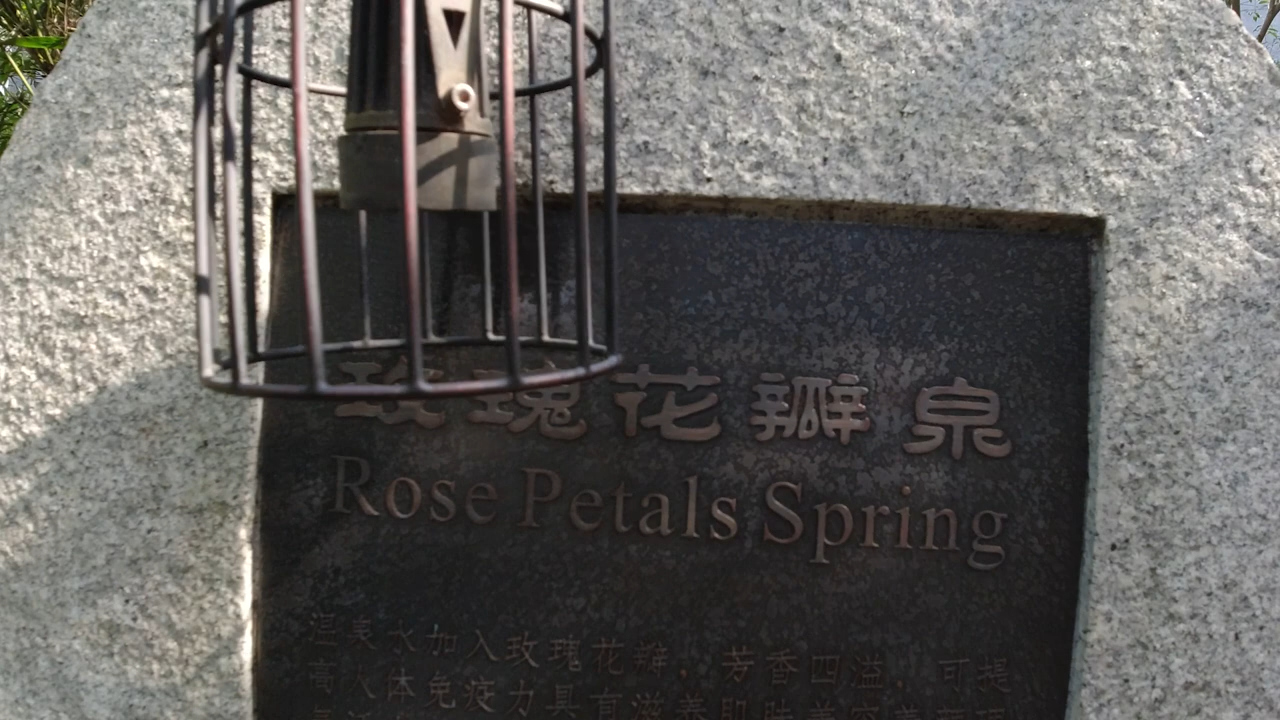 玫瑰花瓣泉
Rose Petals Spring
温泉水加入玫瑰花瓣，芳香四溢，可提
高人体免疫力具有滋养肌肤美容养颜